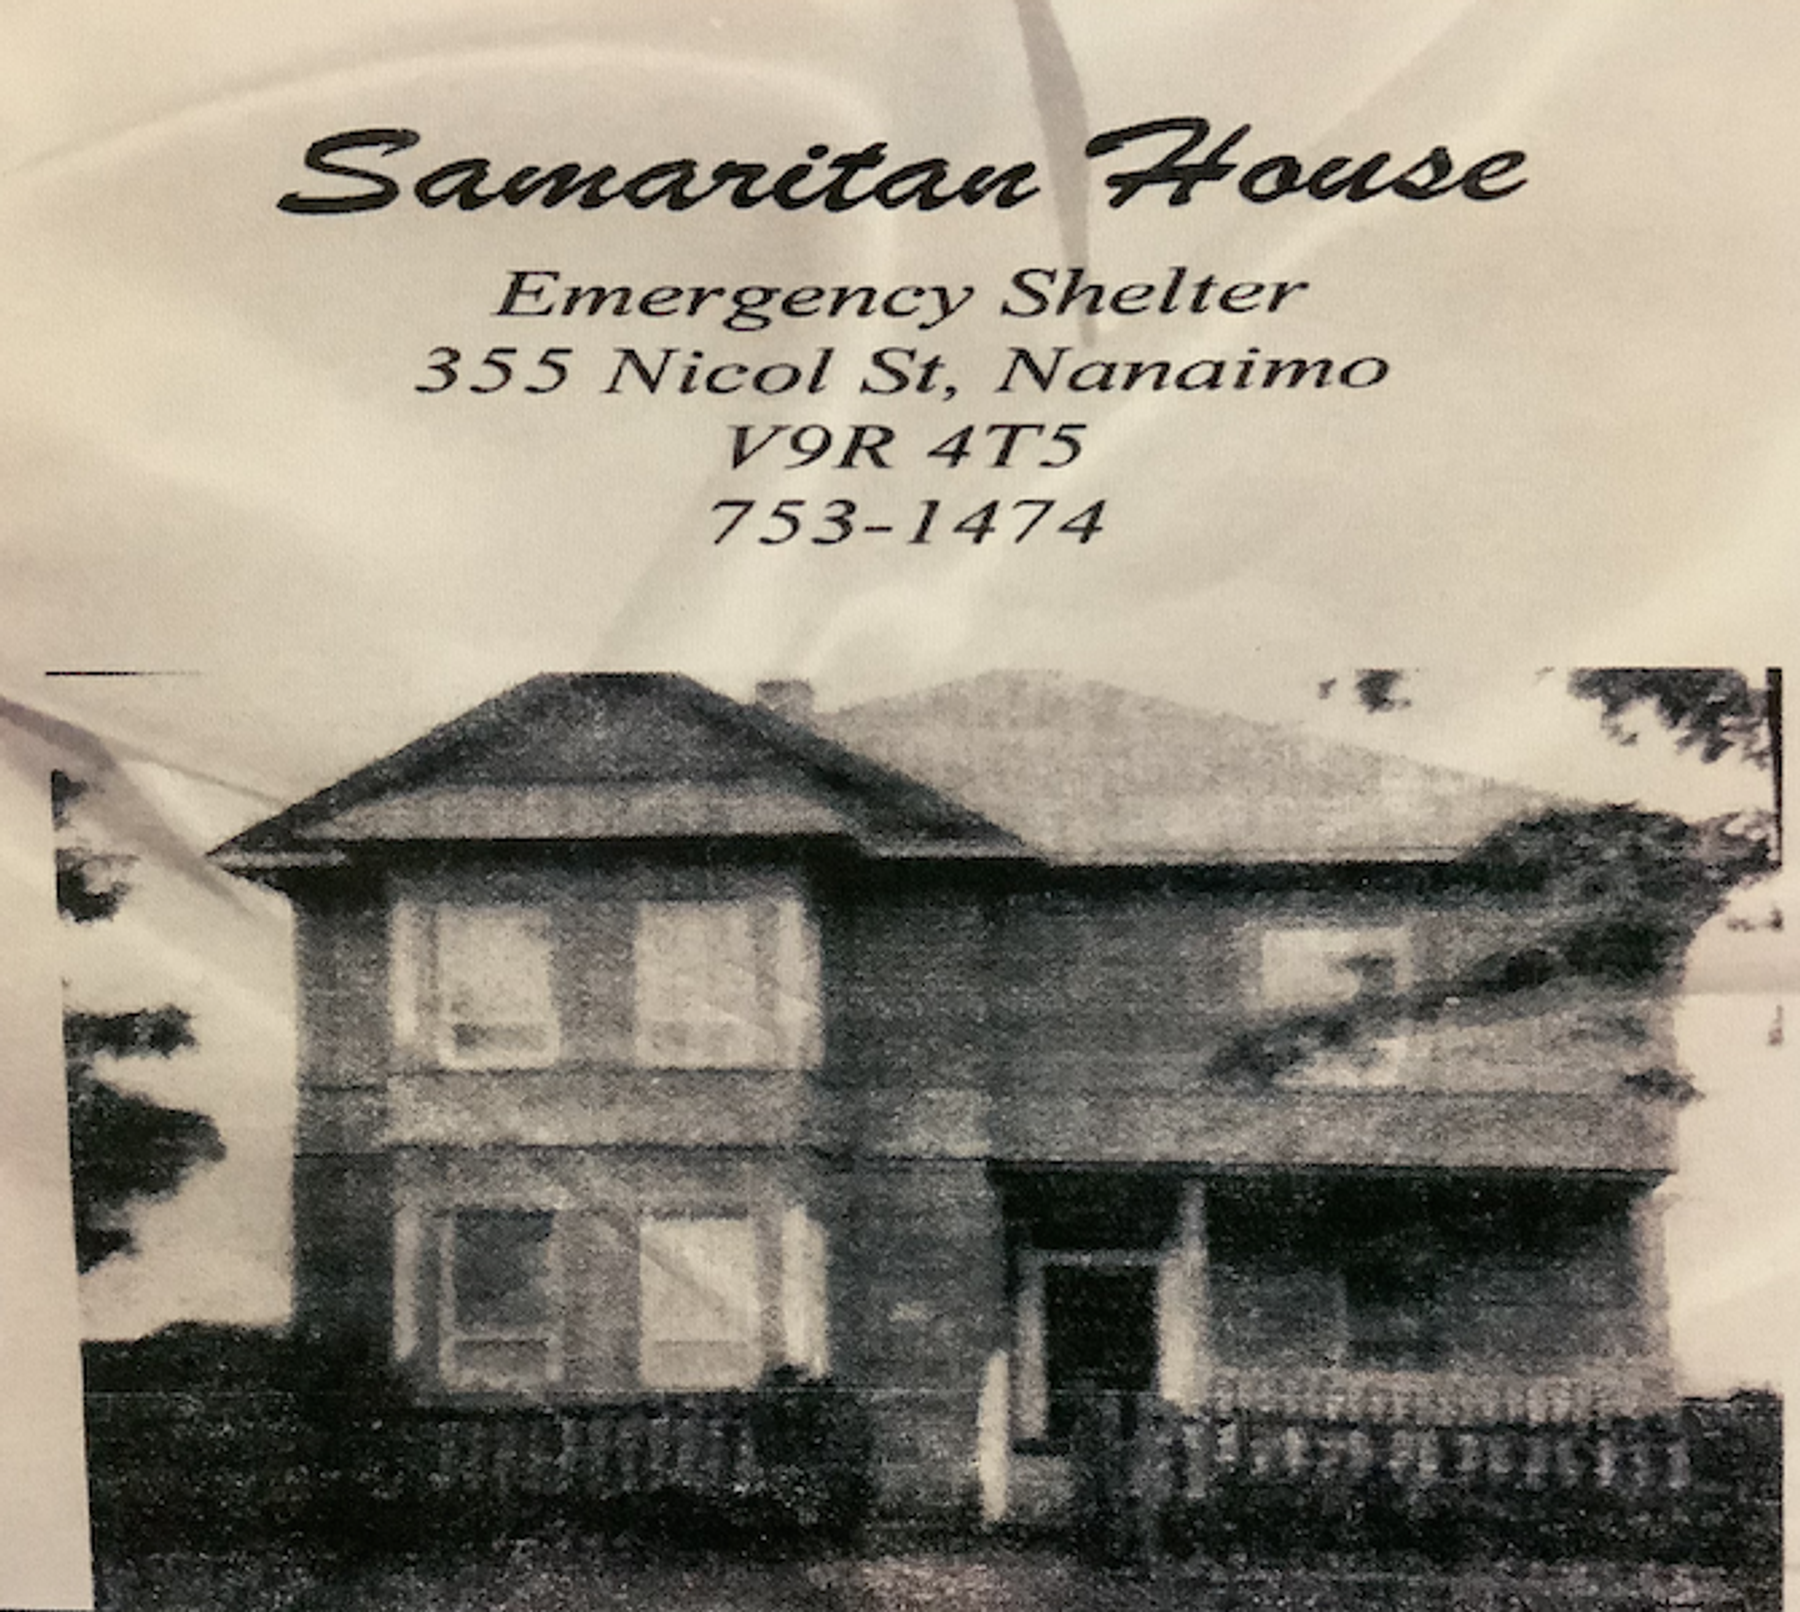 Samaritan House
Emergency Shelter
355 Nicol St, Nanaimo
V9R 4T5
753-1474